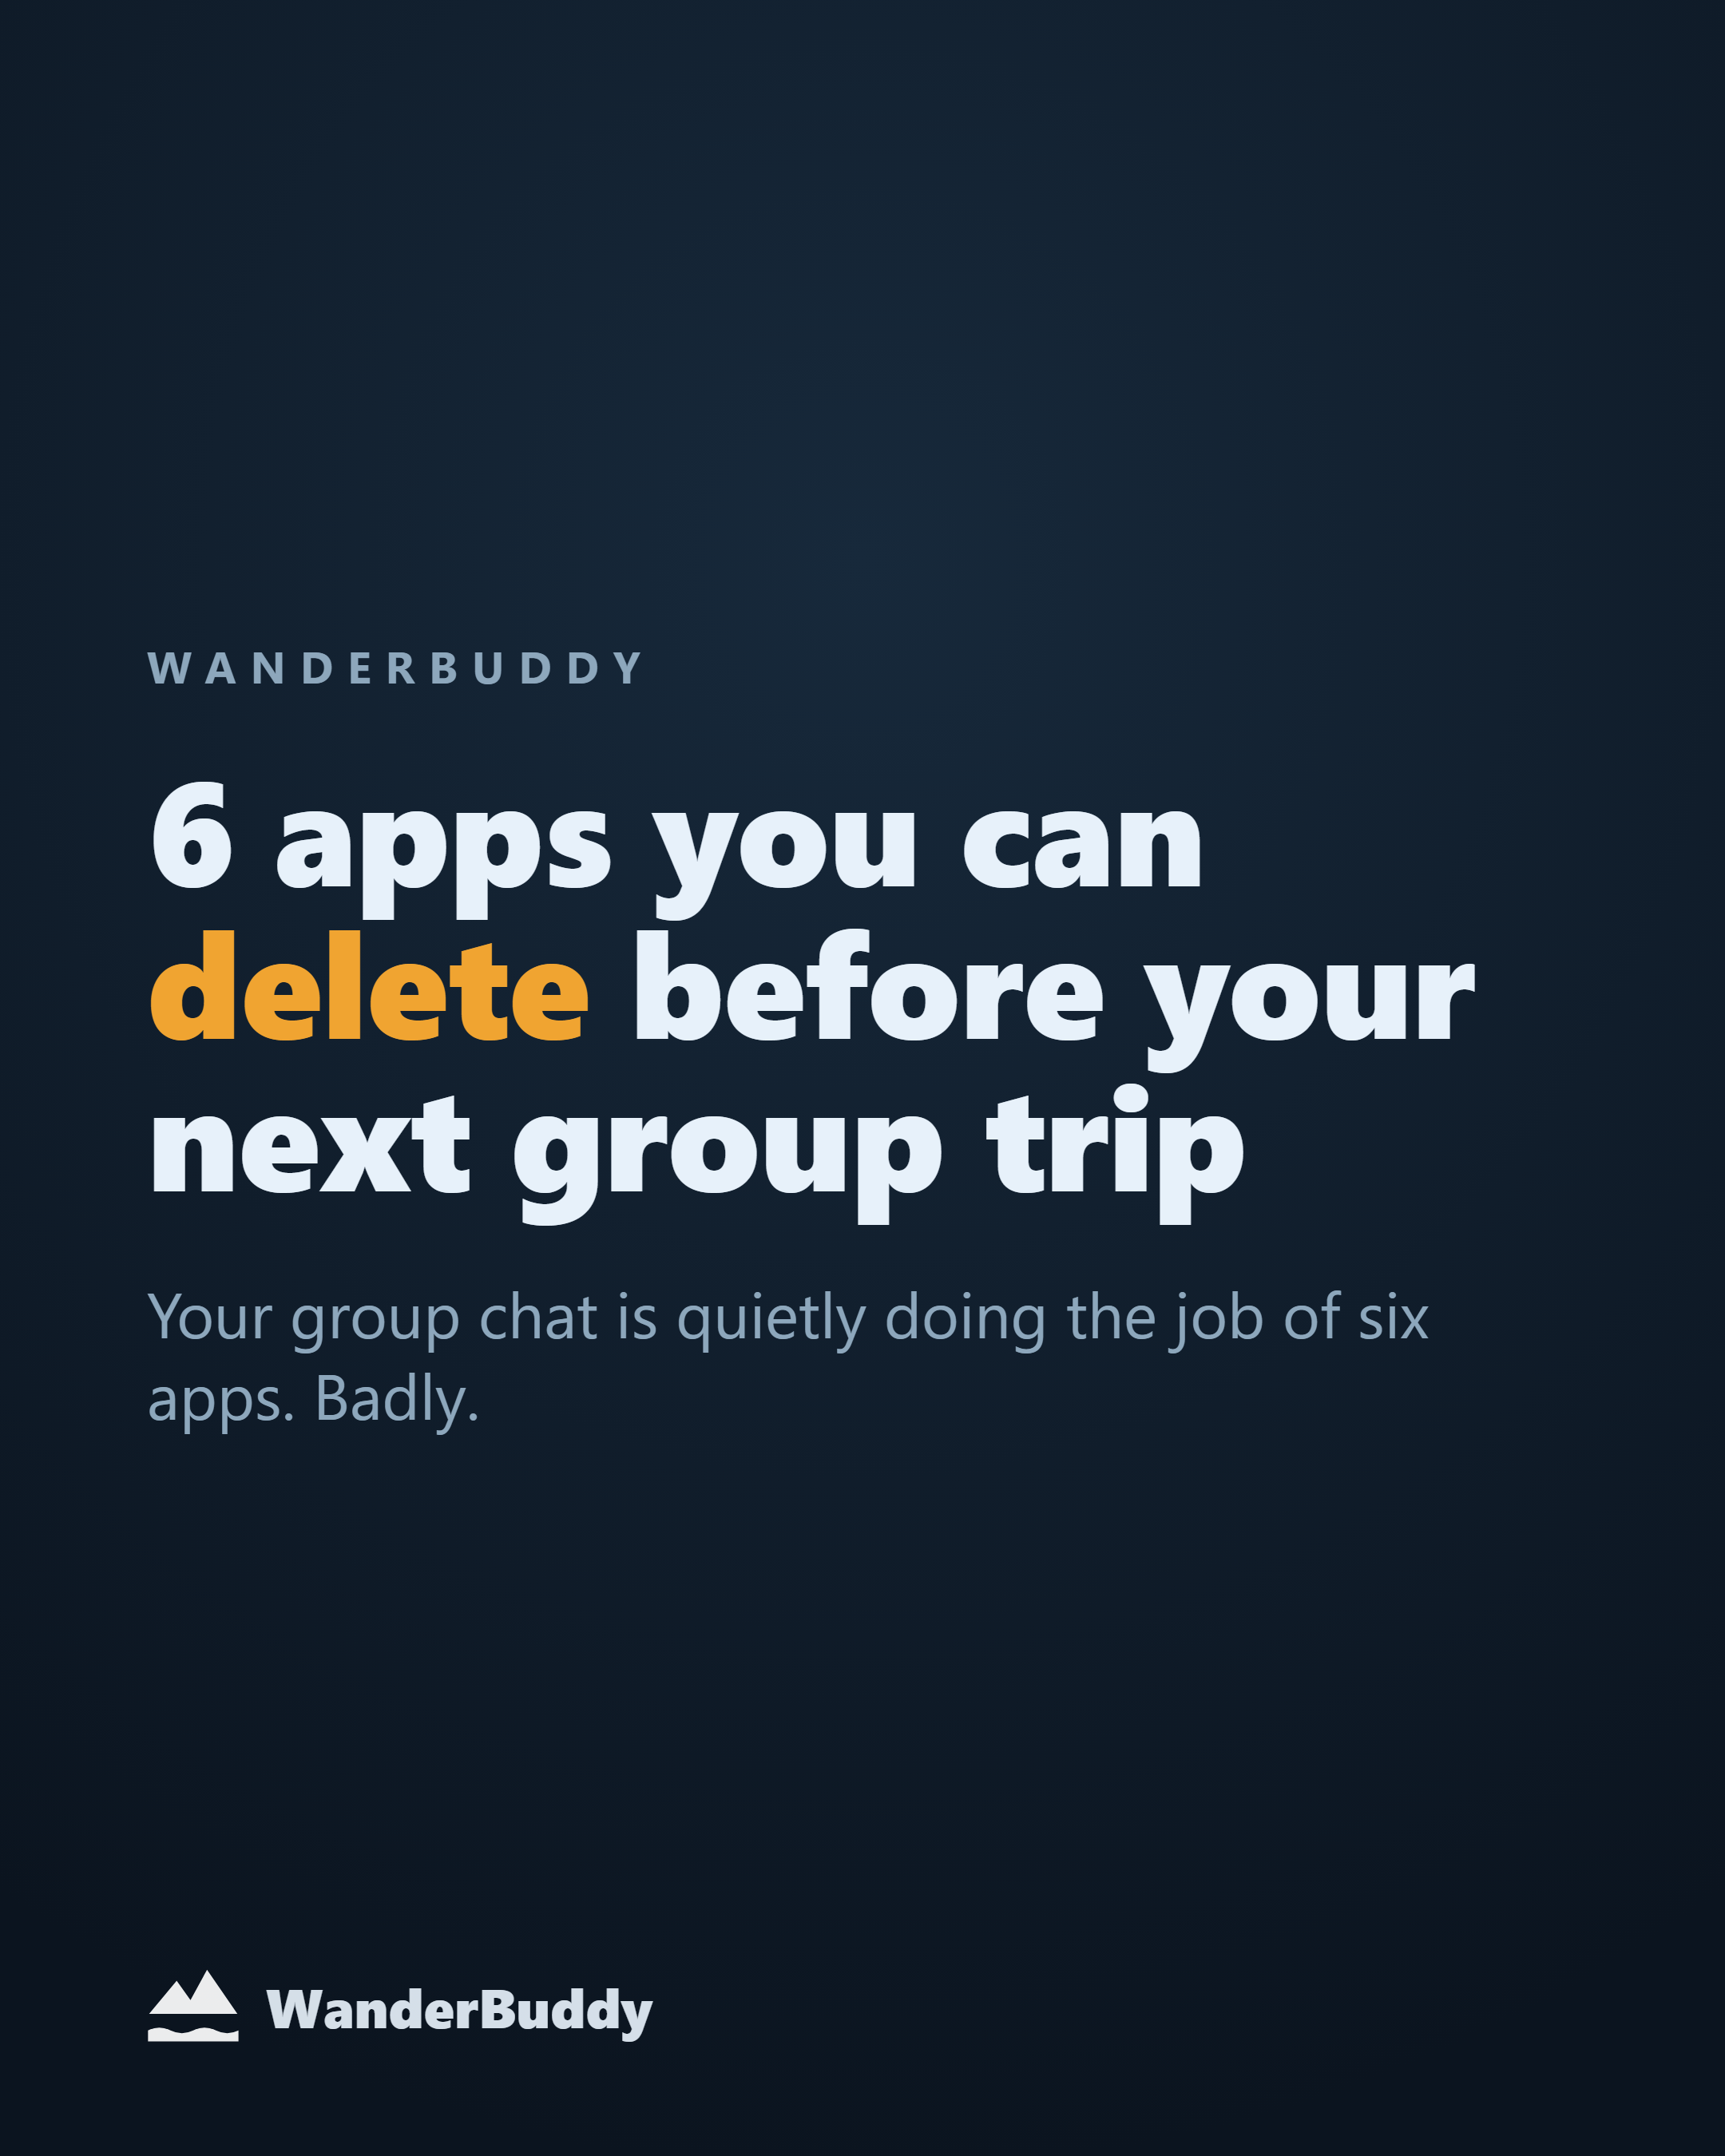 WANDERBUDDY
6 apps you can
delete before your
next group trip
Your group chat is quietly doing the job of six
apps. Badly.
WanderBuddy